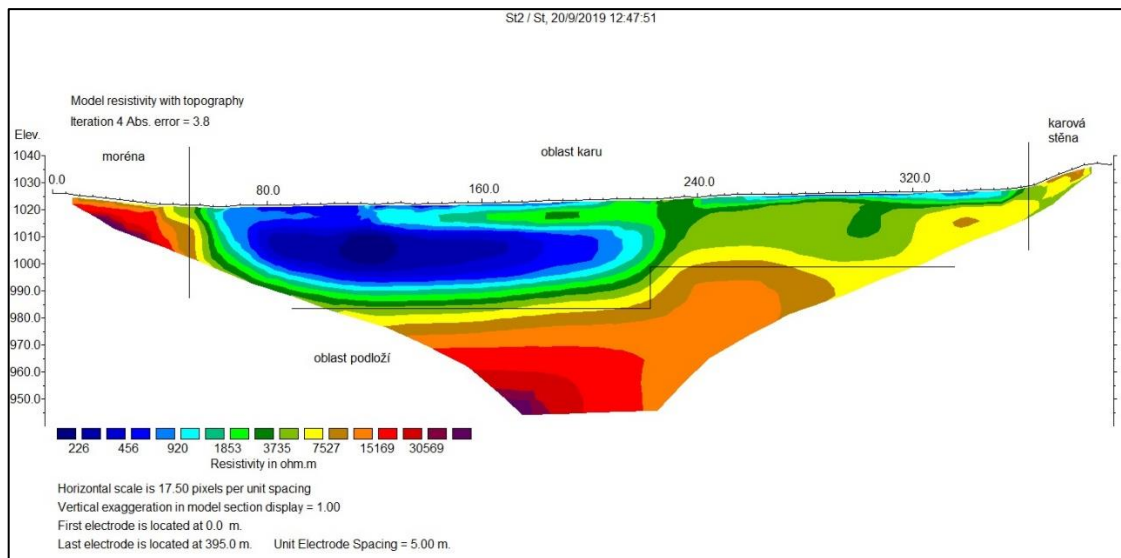 St2 / St, 20/9/2019 12:47:51
Model resistivity with topography
Iteration 4 Abs. error = 3.8
Elev.
moréna
oblast karu
karová
stěna
1040
1030
1020
1010
1000
990.0
980.0
970.0
960.0
950.0
0.0 80.0 160.0 240.0 320.0
oblast podloží
226 456 920 1853 3735 7527 15169 30569
Resistivity in ohm.m
Horizontal scale is 17.50 pixels per unit spacing
Vertical exaggeration in model section display = 1.00
First electrode is located at 0.0 m.
Last electrode is located at 395.0 m. Unit Electrode Spacing = 5.00 m.